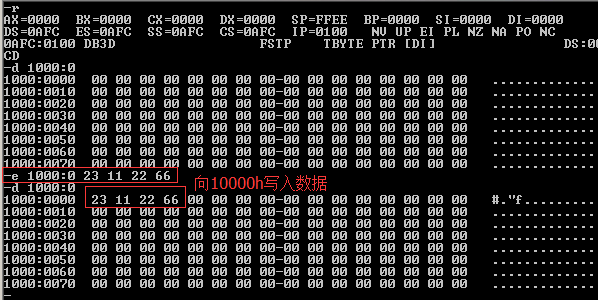 -r
AX=0000  BX=0000  CX=0000  DX=0000  SP=FFEE  BP=0000  SI=0000  DI=0000
DS=0AFC  ES=0AFC  SS=0AFC  CS=0AFC  IP=0100   NV UP EI PL NZ NA PO NC
0AFC:0100 DB3D          FSTP    TBYTE PTR [DI]          DS:00
CD
-d 1000:0
1000:0000  00 00 00 00 00 00 00 00-00 00 00 00 00 00 00 00   .............
1000:0010  00 00 00 00 00 00 00 00-00 00 00 00 00 00 00 00   .............
1000:0020  00 00 00 00 00 00 00 00-00 00 00 00 00 00 00 00   .............
1000:0030  00 00 00 00 00 00 00 00-00 00 00 00 00 00 00 00   .............
1000:0040  00 00 00 00 00 00 00 00-00 00 00 00 00 00 00 00   .............
1000:0050  00 00 00 00 00 00 00 00-00 00 00 00 00 00 00 00   .............
1000:0060  00 00 00 00 00 00 00 00-00 00 00 00 00 00 00 00   .............
1000:0070  00 00 00 00 00 00 00 00-00 00 00 00 00 00 00 00   .............
-e 1000:0 23 11 22 66
向10000h写入数据
-d 1000:0
1000:0000  23 11 22 66 00 00 00 00-00 00 00 00 00 00 00 00   #."f.........
1000:0010  00 00 00 00 00 00 00 00-00 00 00 00 00 00 00 00   .............
1000:0020  00 00 00 00 00 00 00 00-00 00 00 00 00 00 00 00   .............
1000:0030  00 00 00 00 00 00 00 00-00 00 00 00 00 00 00 00   .............
1000:0040  00 00 00 00 00 00 00 00-00 00 00 00 00 00 00 00   .............
1000:0050  00 00 00 00 00 00 00 00-00 00 00 00 00 00 00 00   .............
1000:0060  00 00 00 00 00 00 00 00-00 00 00 00 00 00 00 00   .............
1000:0070  00 00 00 00 00 00 00 00-00 00 00 00 00 00 00 00   .............
-